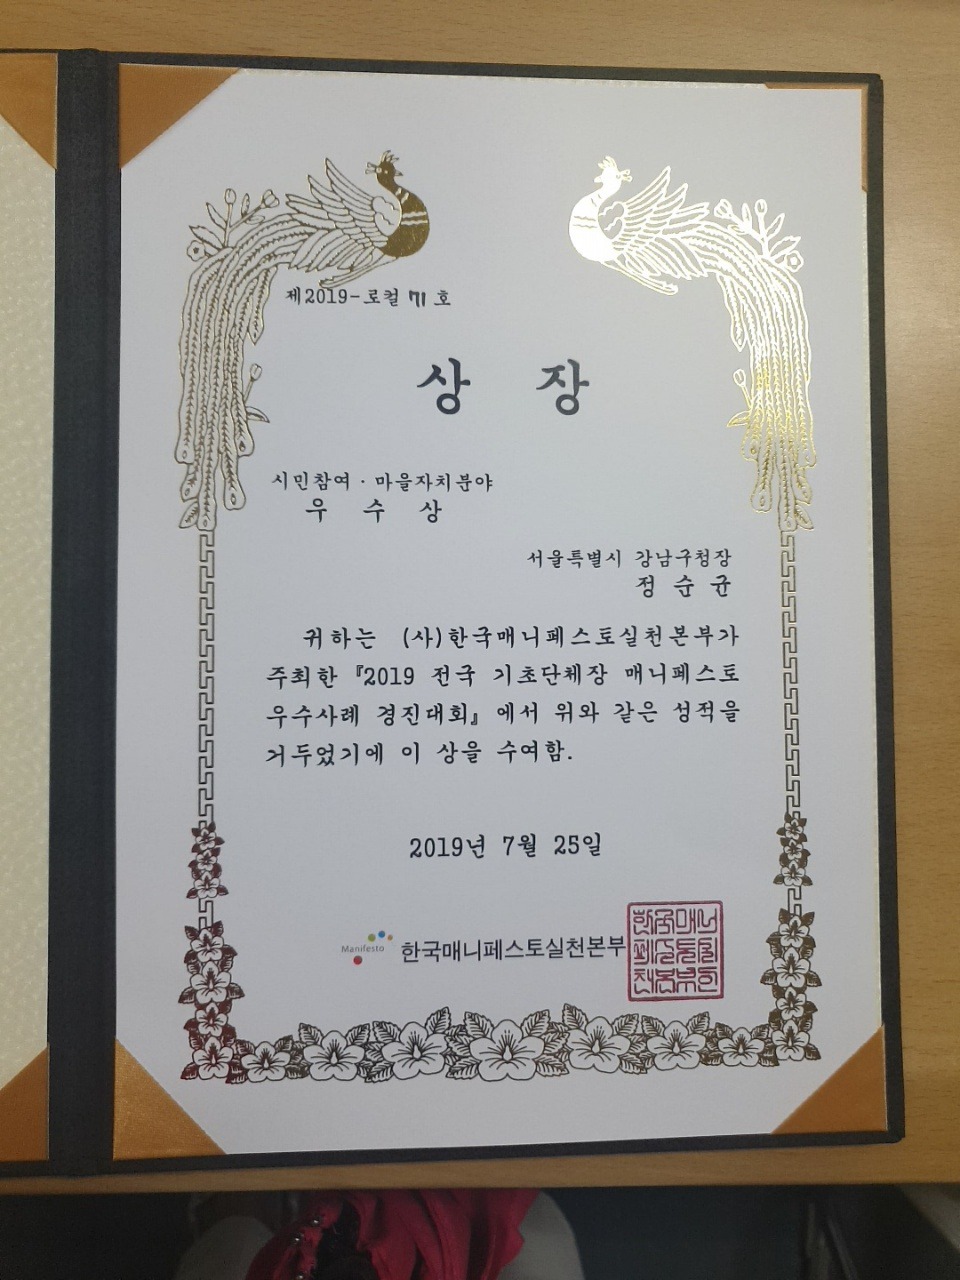 제2019-로컬 71 호
상 장
시민참여 · 마을자치분야
우 수 상
서울특별시 강남구청장
정 순 균
귀하는 (사)한국매니페스토실천본부가
주최한 『2019 전국 기초단체장 매니페스토
우수사례 경진대회』 에서 위와 같은 성적을
거두었기에 이 상을 수여함.
2019년 7월 25일
Manifesto 한국매니페스토실천본부